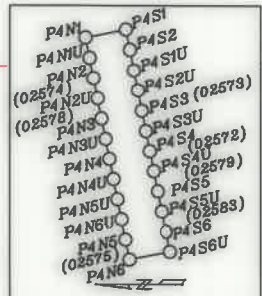 P4N1
P4N1U
P4N2
(02574)
P4N2U
(02578)
P4N3
P4N3U
P4N4
P4N4U
P4N5U
P4N6U
P4N5
(02575)
P4N6
P4S1
P4S2
P4S1U
P4S2U
P4S3 (02573)
P4S3U
P4S4
(02572)
P4S4U
(02579)
P4S5
P4S5U
(02583)
P4S6
P4S6U